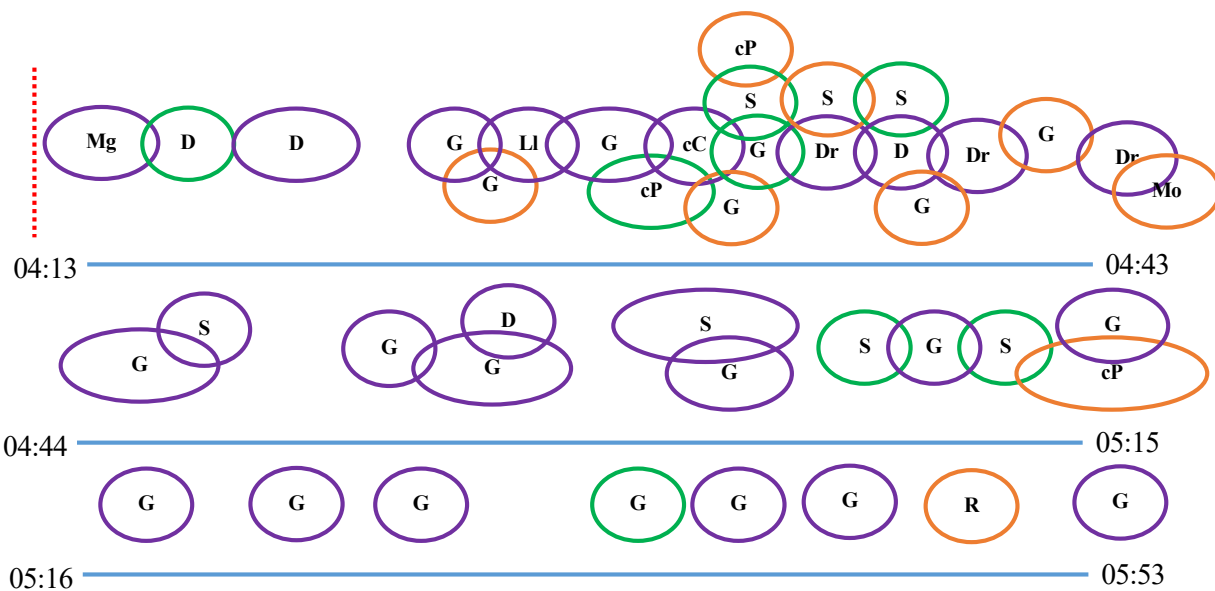 cP
S S S
Mg D D G Ll G cC G Dr D Dr G Dr
G cP G G Mo
04:13 04:43
S G D G S G S G S G cP
04:44 05:15
G G G G G G R G
05:16 05:53